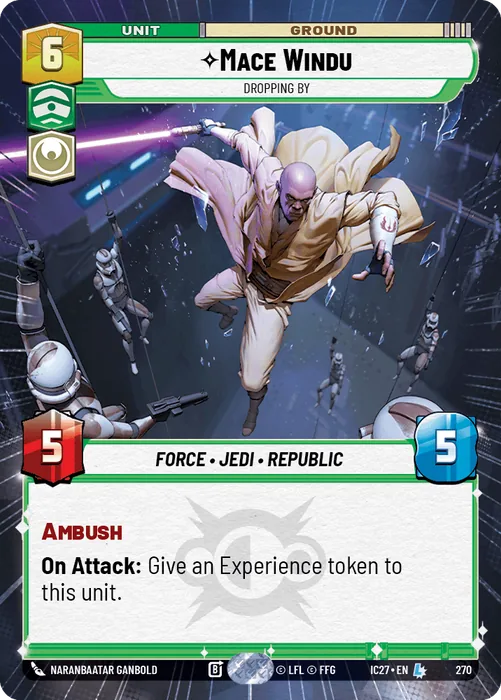 UNIT
GROUND
6
✧MACE WINDU
DROPPING BY
5
FORCE • JEDI • REPUBLIC
5
AMBUSH
On Attack: Give an Experience token to
this unit.
NARANBAATAR GANBOLD
B
© LFL © FFG
IC27 • EN
L
270